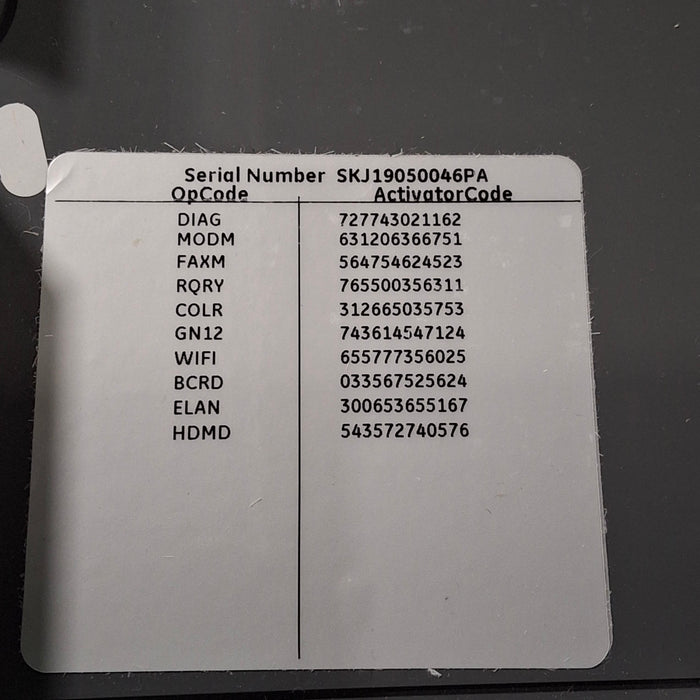 Serial Number SKJ19050046PA
OpCode ActivatorCode
DIAG 727743021162
MODM 631206366751
FAXM 564754624523
RQRY 765500356311
COLR 312665035753
GN12 743614547124
WIFI 655777356025
BCRD 033567525624
ELAN 300653655167
HDMD 543572740576